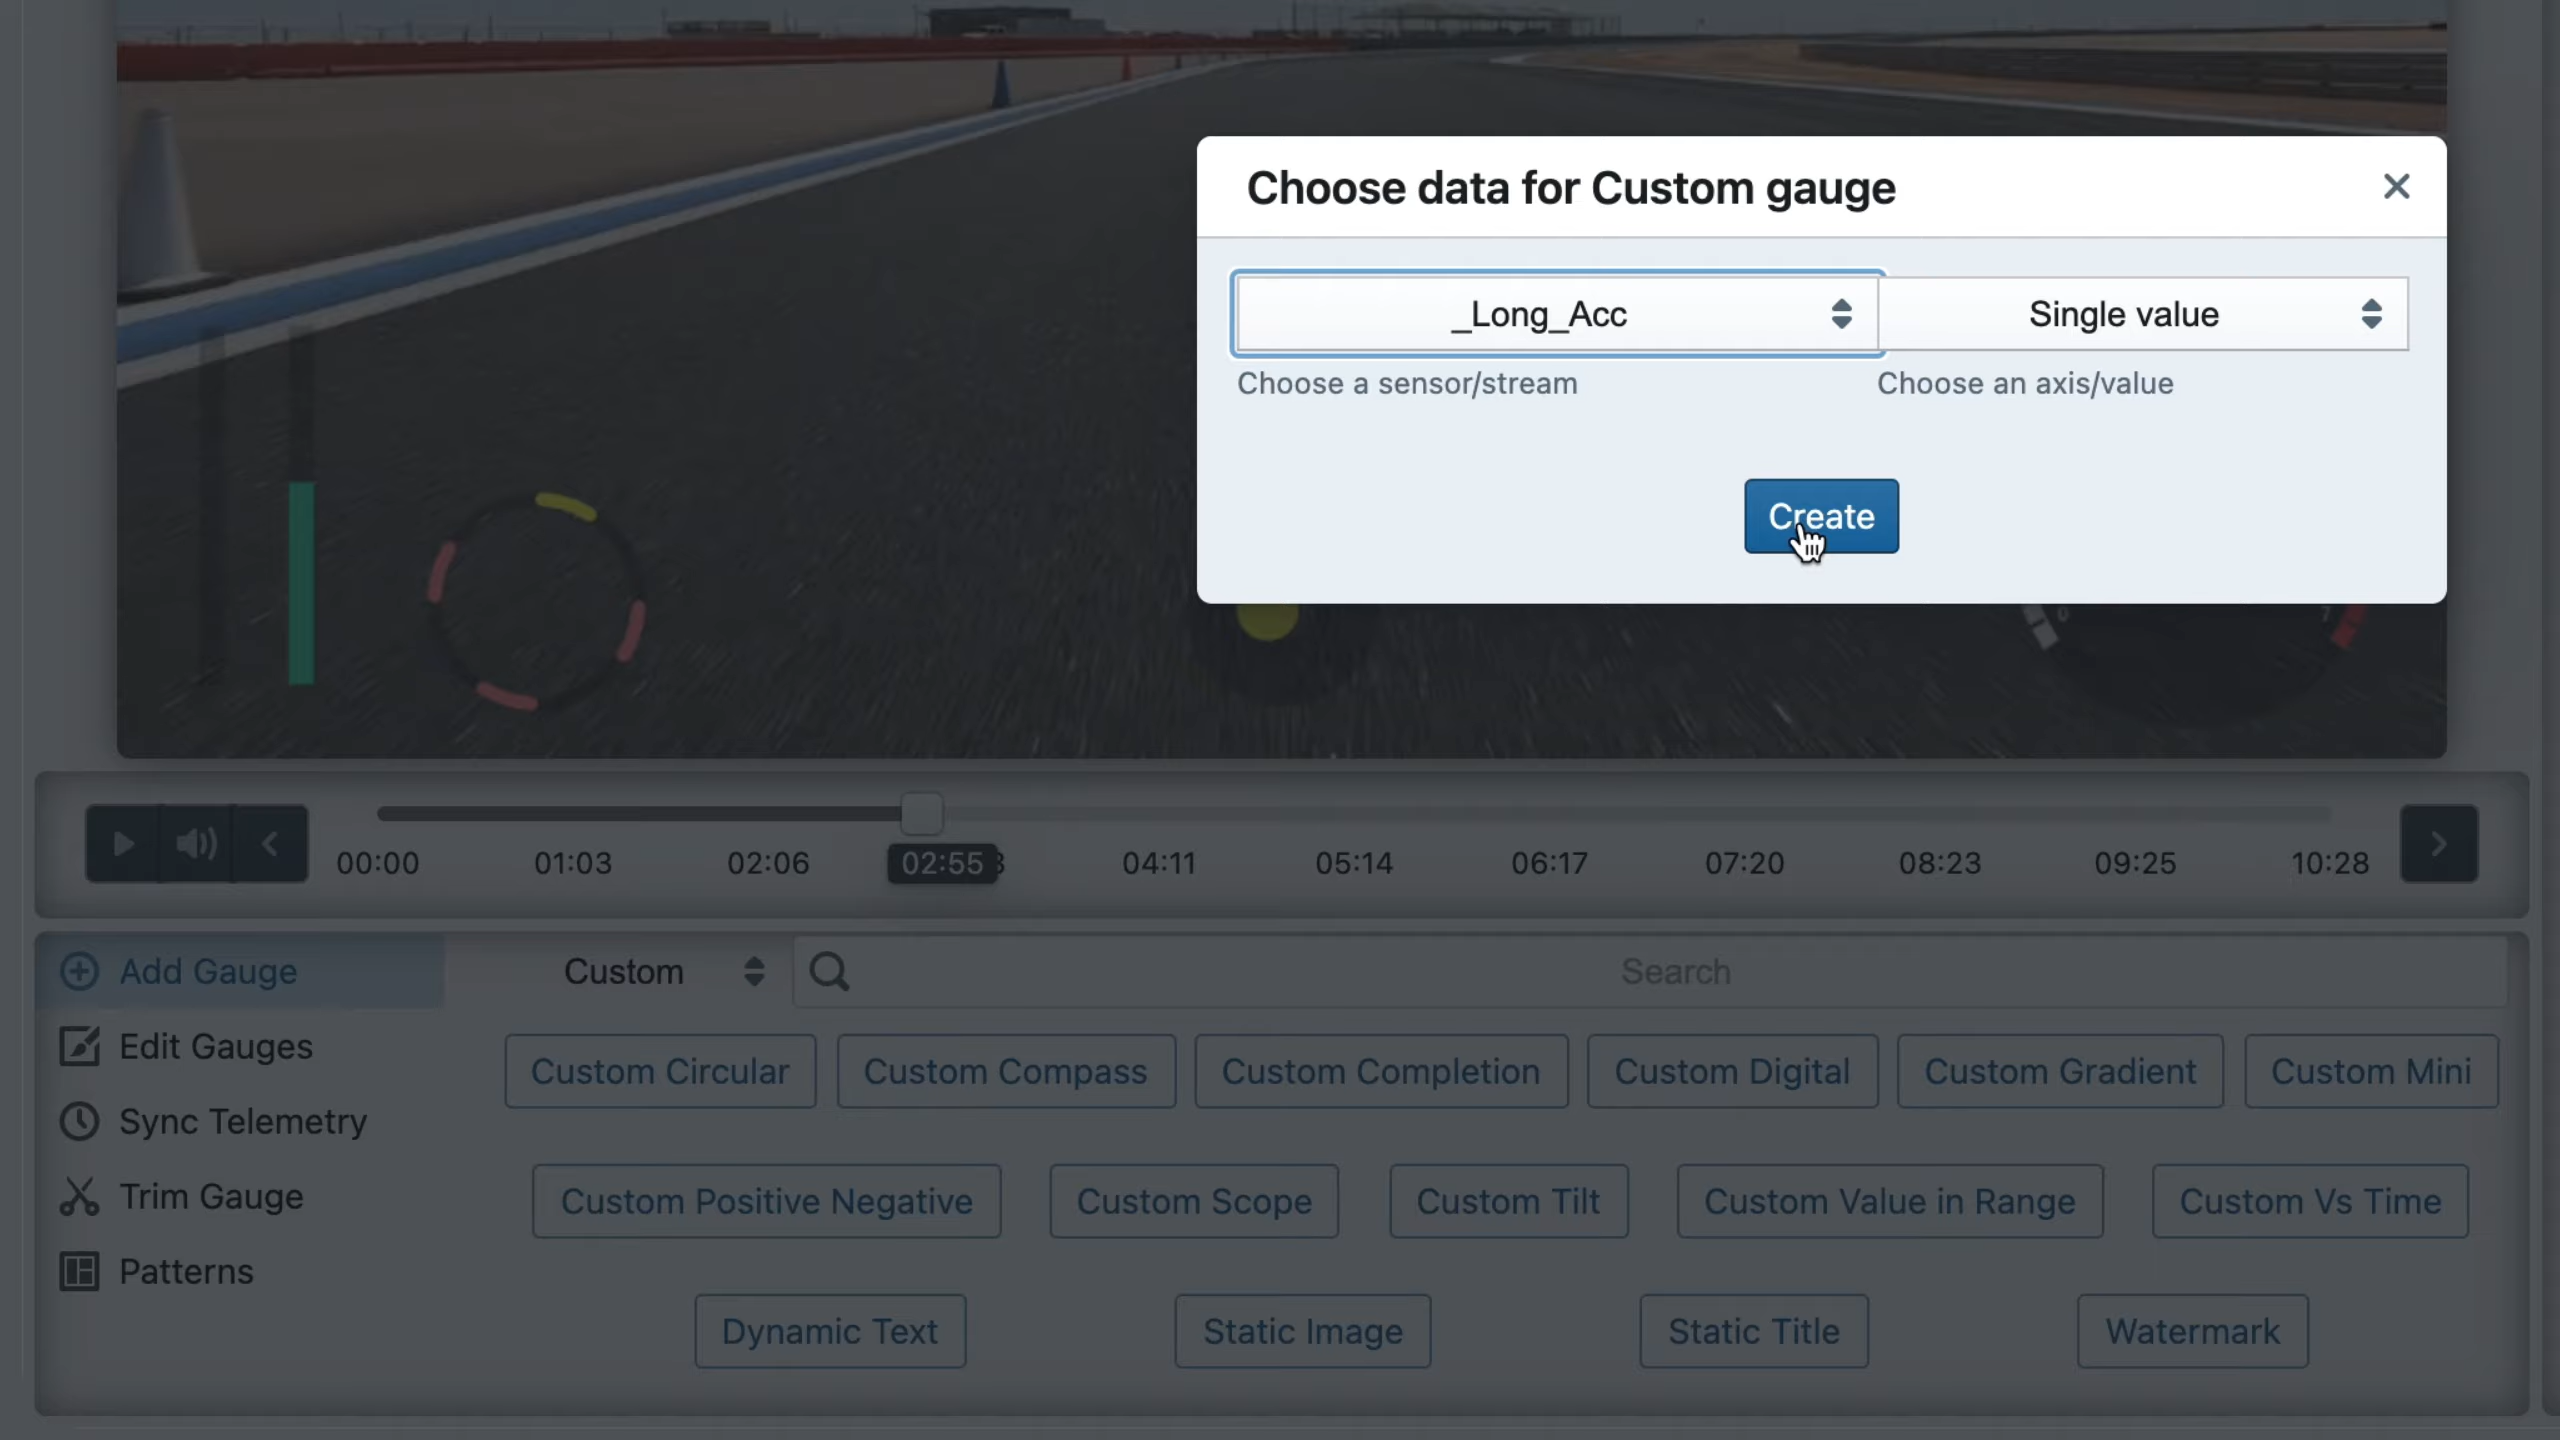 Choose data for Custom gauge
_Long_Acc
Single value
Choose a sensor/stream
Choose an axis/value
Create
0
7
00:00
01:03
02:06
02:55
04:11
05:14
06:17
07:20
08:23
09:25
10:28
Add Gauge
Custom
Search
Edit Gauges
Custom Circular
Custom Compass
Custom Completion
Custom Digital
Custom Gradient
Custom Mini
Sync Telemetry
Trim Gauge
Custom Positive Negative
Custom Scope
Custom Tilt
Custom Value in Range
Custom Vs Time
Patterns
Dynamic Text
Static Image
Static Title
Watermark